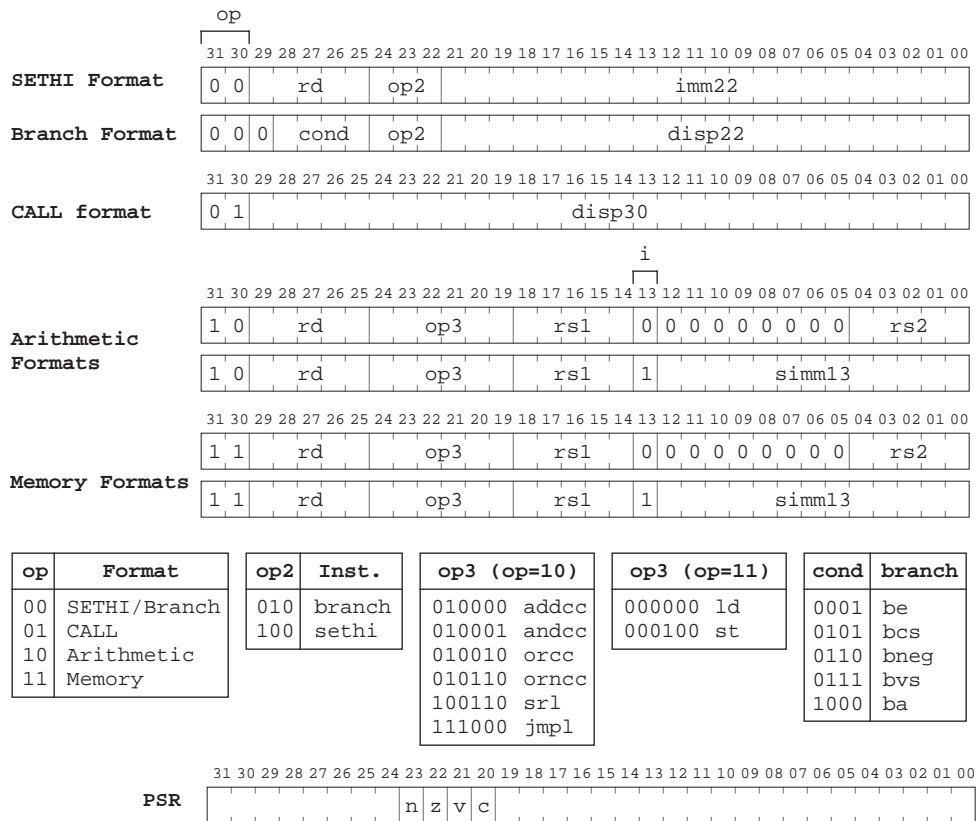 op
31 30 29 28 27 26 25 24 23 22 21 20 19 18 17 16 15 14 13 12 11 10 09 08 07 06 05 04 03 02 01 00
SETHI Format 0 0 rd op2 imm22
Branch Format 0 0 0 cond op2 disp22
31 30 29 28 27 26 25 24 23 22 21 20 19 18 17 16 15 14 13 12 11 10 09 08 07 06 05 04 03 02 01 00
CALL format 0 1 disp30
i
31 30 29 28 27 26 25 24 23 22 21 20 19 18 17 16 15 14 13 12 11 10 09 08 07 06 05 04 03 02 01 00
Arithmetic
Formats
1 0 rd op3 rs1 0 0 0 0 0 0 0 0 0 rs2
1 0 rd op3 rs1 1 simm13
31 30 29 28 27 26 25 24 23 22 21 20 19 18 17 16 15 14 13 12 11 10 09 08 07 06 05 04 03 02 01 00
Memory Formats
1 1 rd op3 rs1 0 0 0 0 0 0 0 0 0 rs2
1 1 rd op3 rs1 1 simm13
op Format
00 SETHI/Branch
01 CALL
10 Arithmetic
11 Memory
op2 Inst.
010 branch
100 sethi
op3 (op=10)
010000 addcc
010001 andcc
010010 orcc
010110 orncc
100110 srl
111000 jmpl
op3 (op=11)
000000 ld
000100 st
cond branch
0001 be
0101 bcs
0110 bneg
0111 bvs
1000 ba
31 30 29 28 27 26 25 24 23 22 21 20 19 18 17 16 15 14 13 12 11 10 09 08 07 06 05 04 03 02 01 00
PSR n z v c